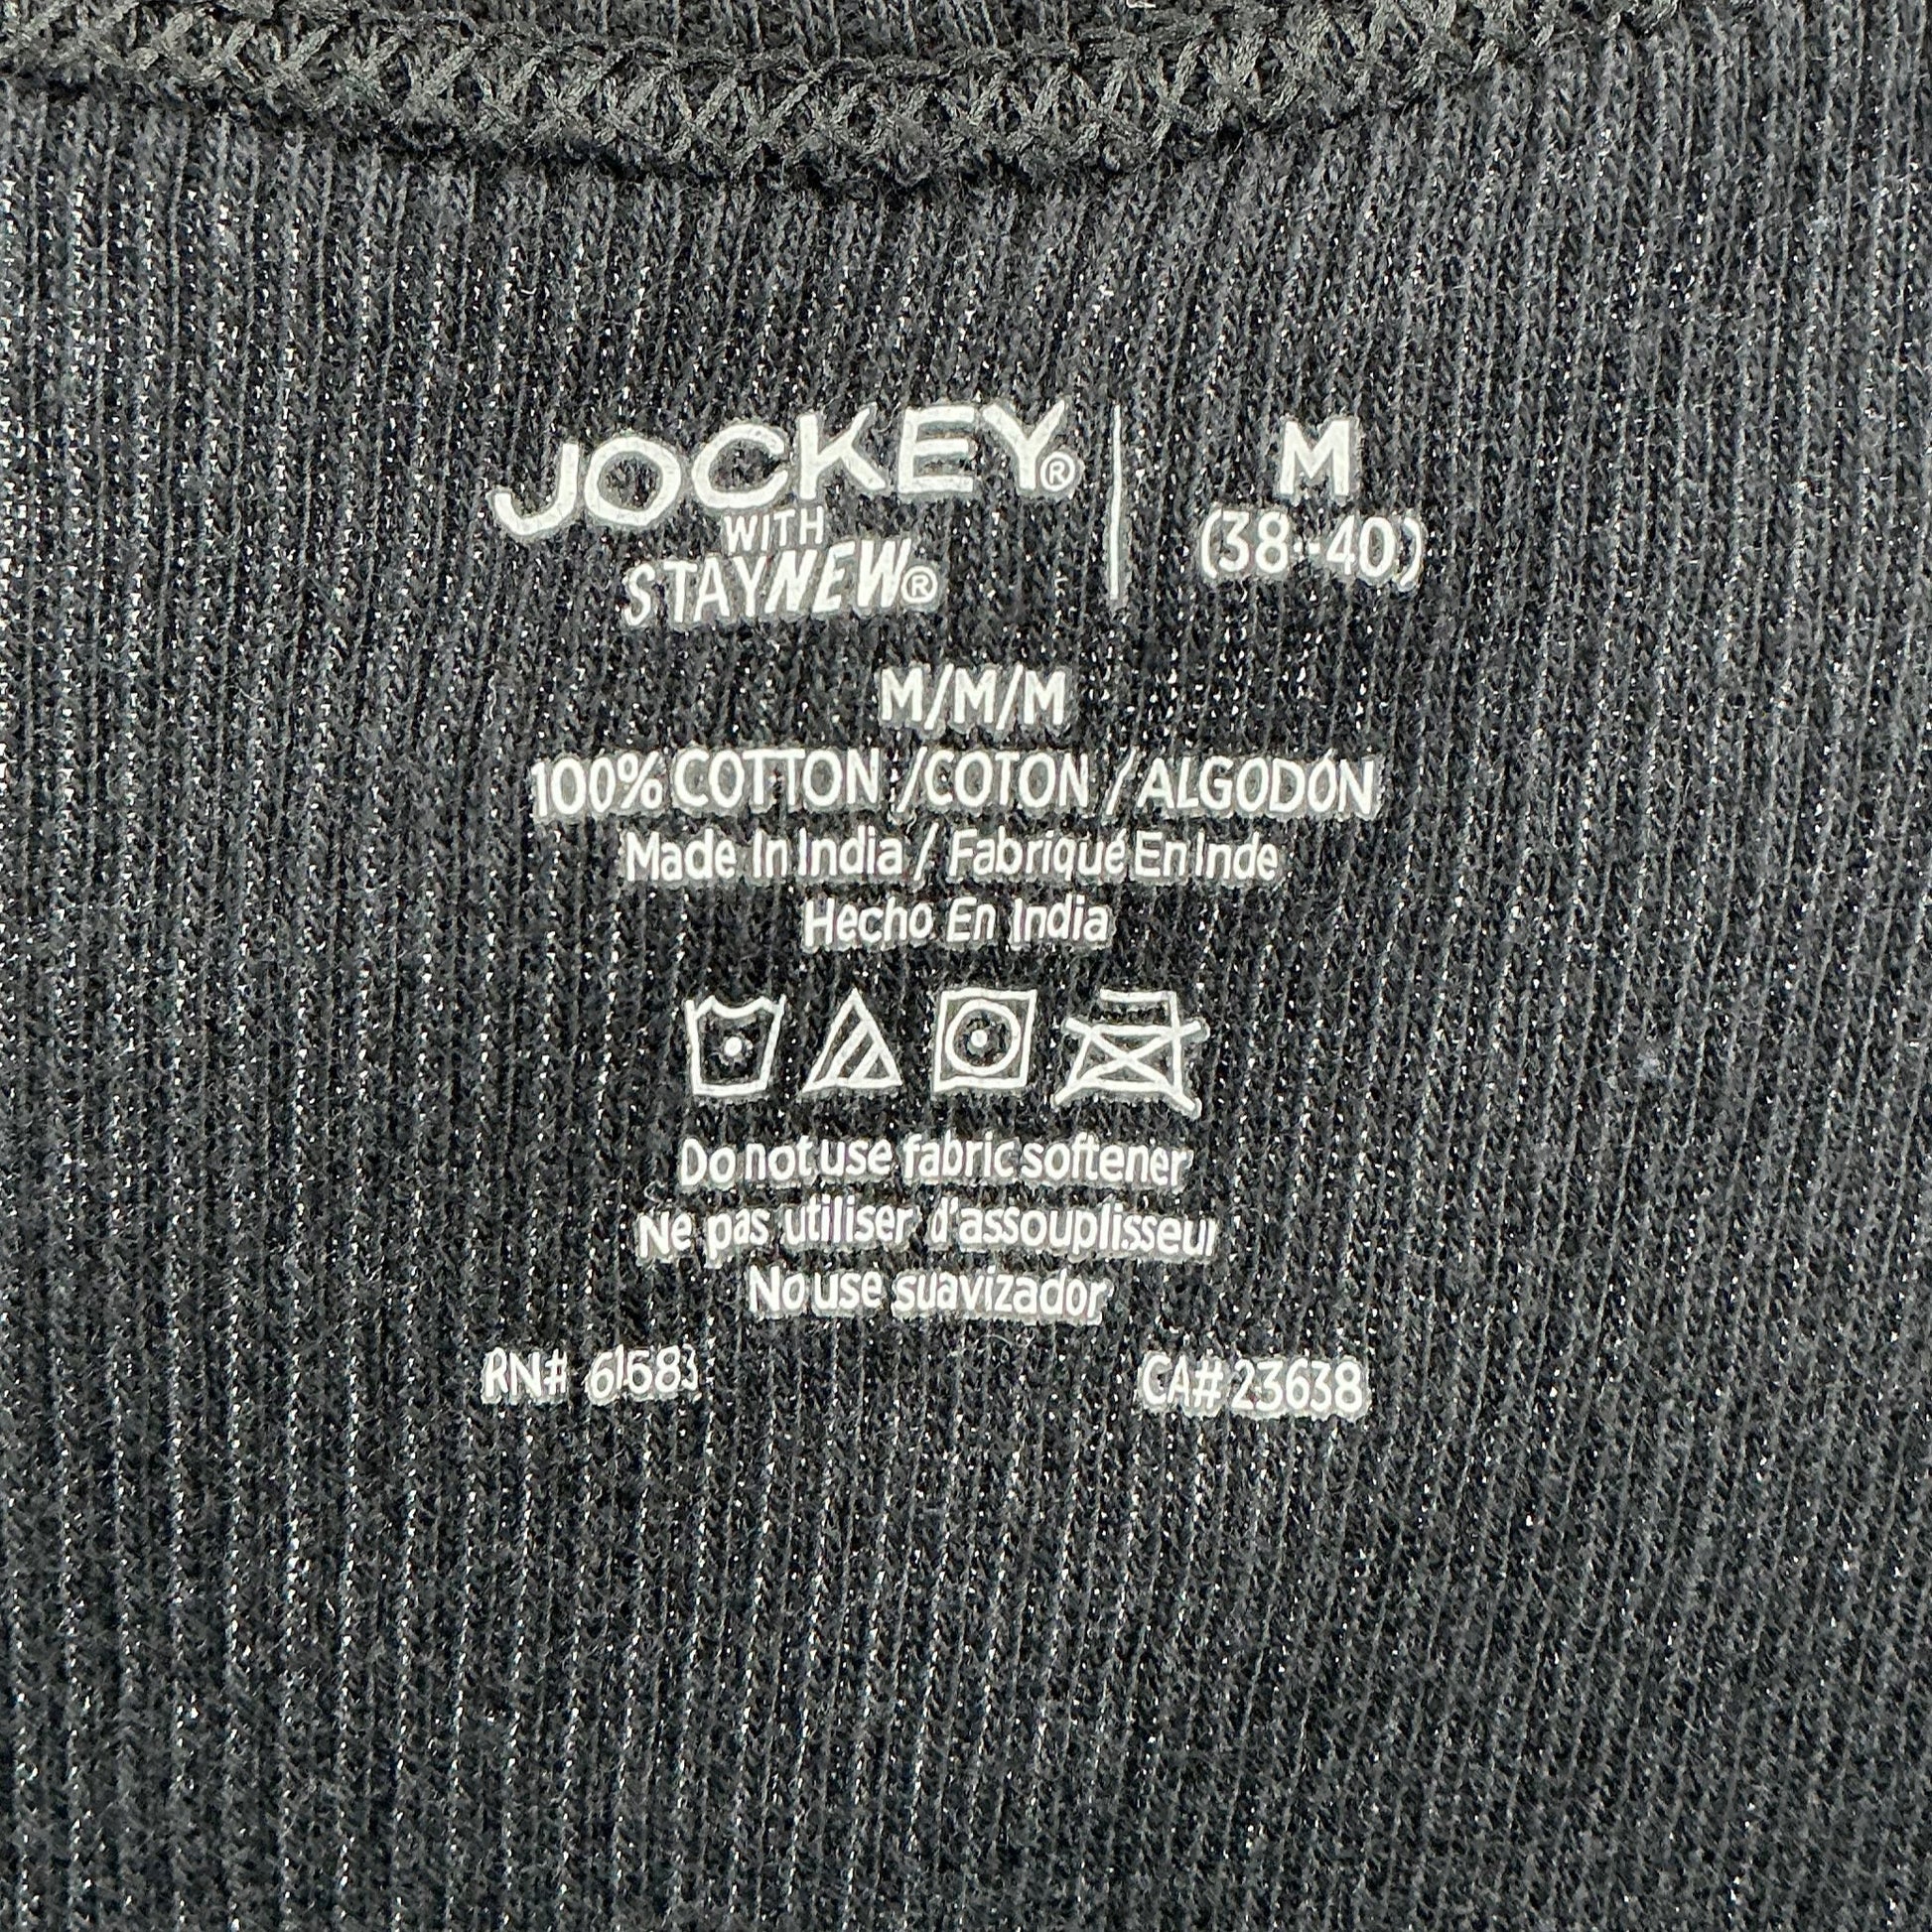 JOCKEY®
WITH
STAYNEW®
M
(38-40)
M/M/M
100% COTTON / COTON / ALGODÓN
Made In India / Fabriqué En Inde
Hecho En India
Do not use fabric softener
Ne pas utiliser d'assouplisseur
No use suavizador
RN# 61683
CA# 23638